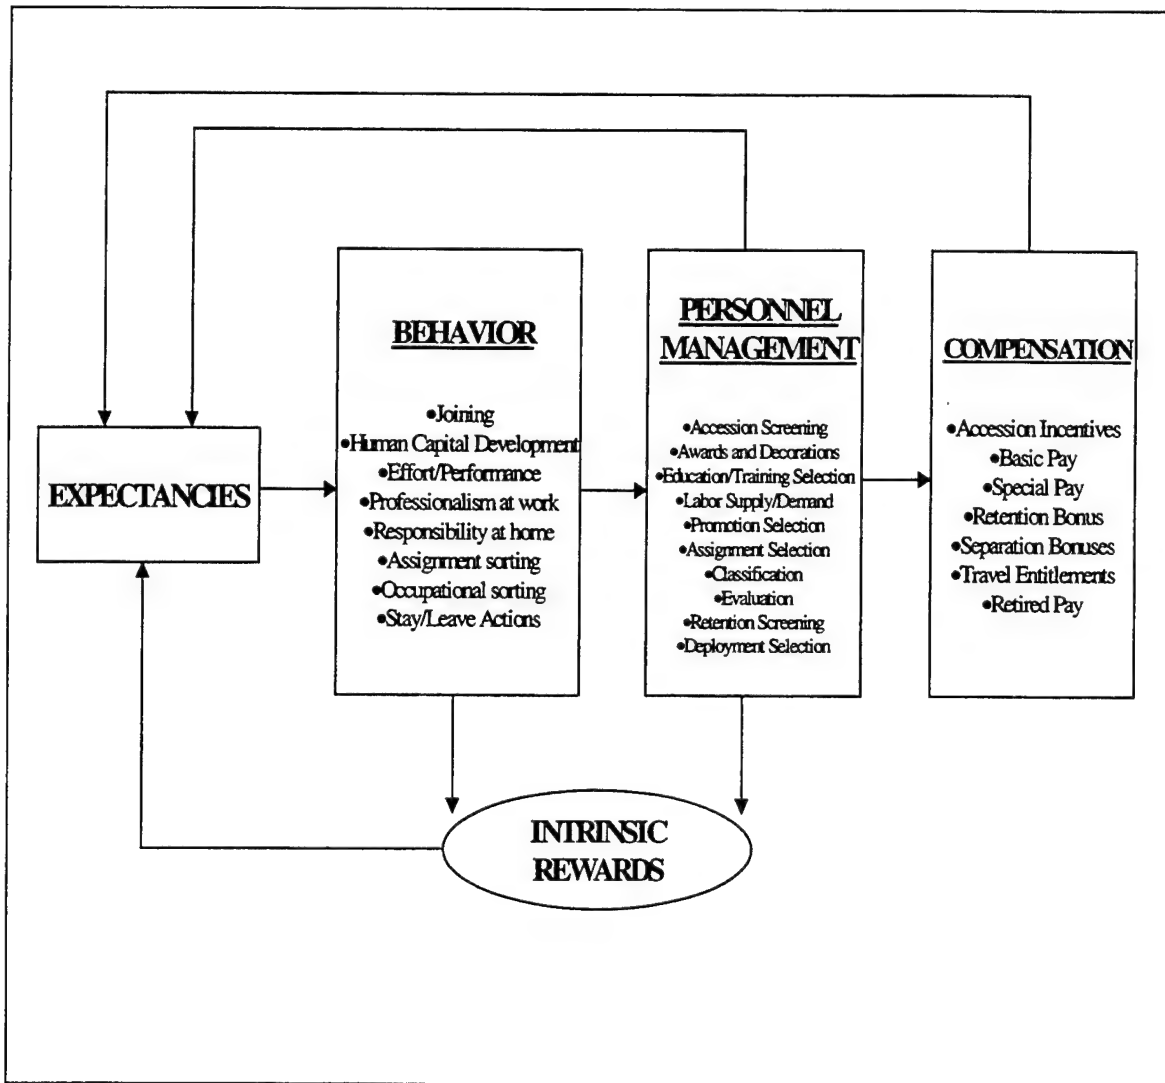 EXPECTANCIES
BEHAVIOR
•Joining
•Human Capital Development
•Effort/Performance
•Professionalism at work
•Responsibility at home
•Assignment sorting
•Occupational sorting
•Stay/Leave Actions
PERSONNEL
MANAGEMENT
•Accession Screening
•Awards and Decorations
•Education/Training Selection
•Labor Supply/Demand
•Promotion Selection
•Assignment Selection
•Classification
•Evaluation
•Retention Screening
•Deployment Selection
COMPENSATION
•Accession Incentives
•Basic Pay
•Special Pay
•Retention Bonus
•Separation Bonuses
•Travel Entitlements
•Retired Pay
INTRINSIC
REWARDS